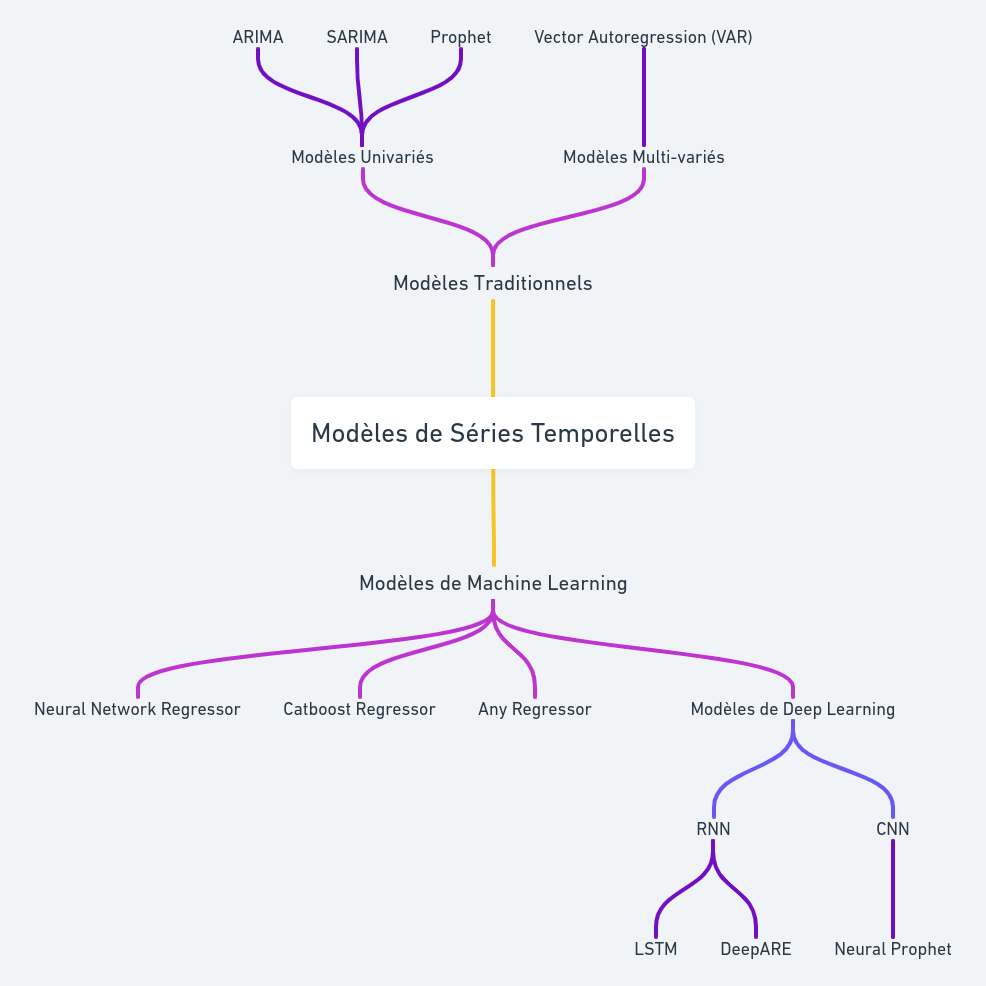 ARIMA
SARIMA
Prophet
Vector Autoregression (VAR)
Modèles Univariés
Modèles Multi-variés
Modèles Traditionnels
Modèles de Séries Temporelles
Modèles de Machine Learning
Neural Network Regressor
Catboost Regressor
Any Regressor
Modèles de Deep Learning
RNN
CNN
LSTM
DeepARE
Neural Prophet